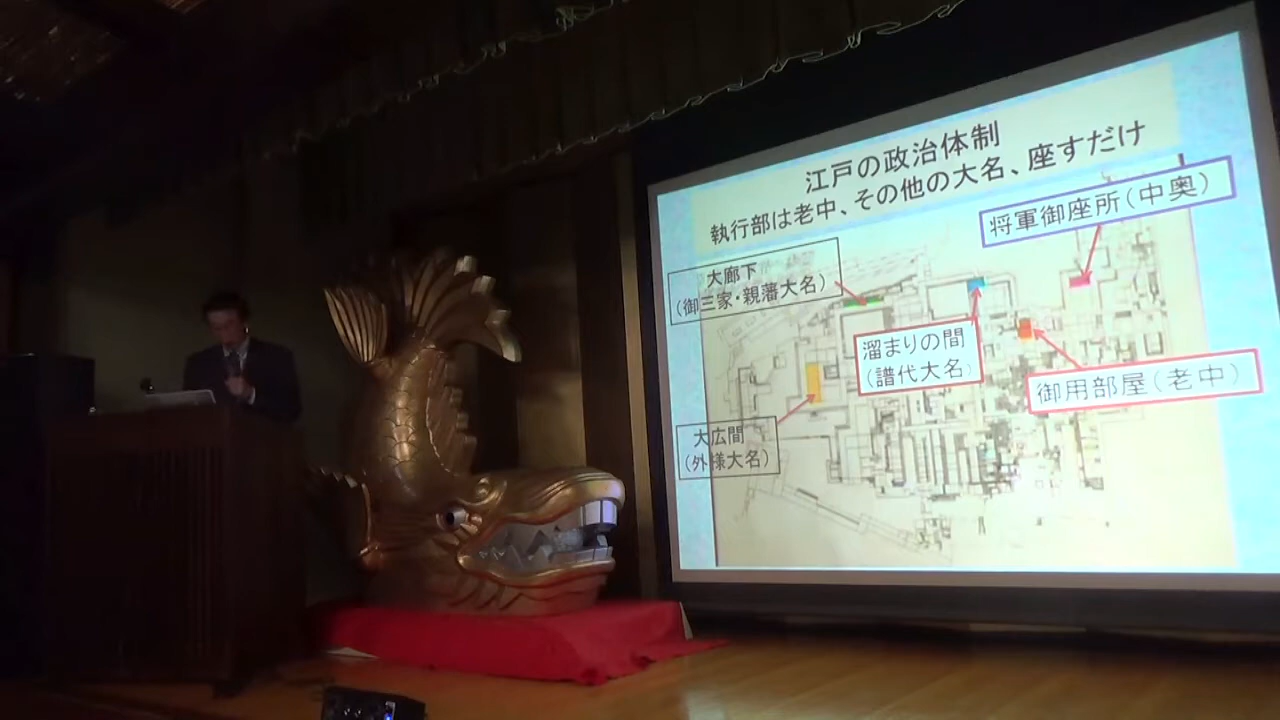 江戸の政治体制
執行部は老中、その他の大名、座すだけ
将軍御座所（中奥）
大廊下
（御三家・親藩大名）
溜まりの間
（譜代大名）
御用部屋（老中）
大広間
（外様大名）